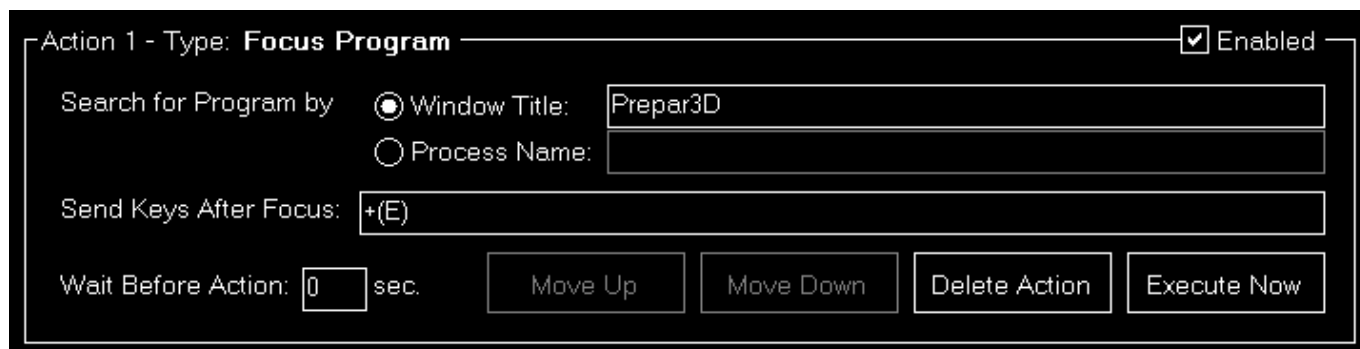 Action 1 - Type: Focus Program Enabled
Search for Program by Window Title: Prepar3D
Process Name:
Send Keys After Focus: +(E)
Wait Before Action: 0 sec. Move Up Move Down Delete Action Execute Now